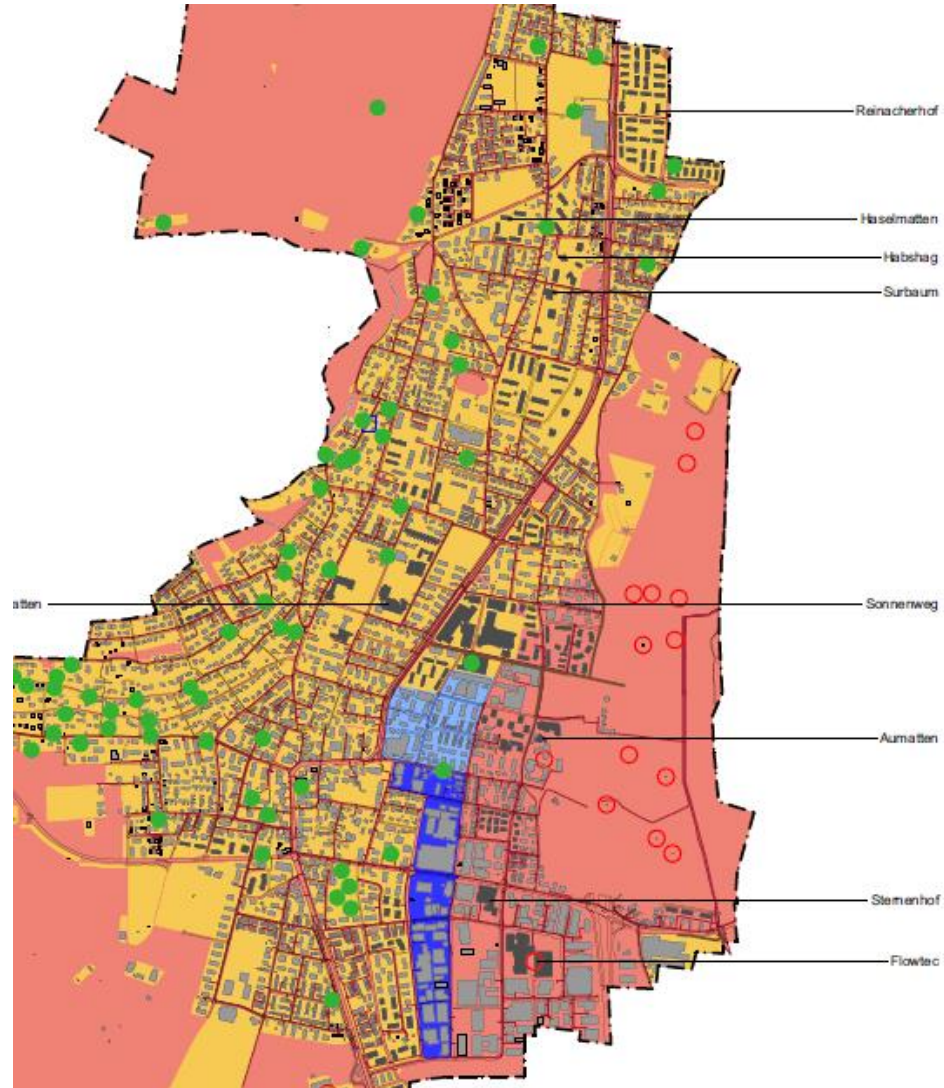 Reinacherhof
Haselmatten
Habshag
Surbaum
atten
Sonnenweg
Aumatten
Sternenhof
Flowtec